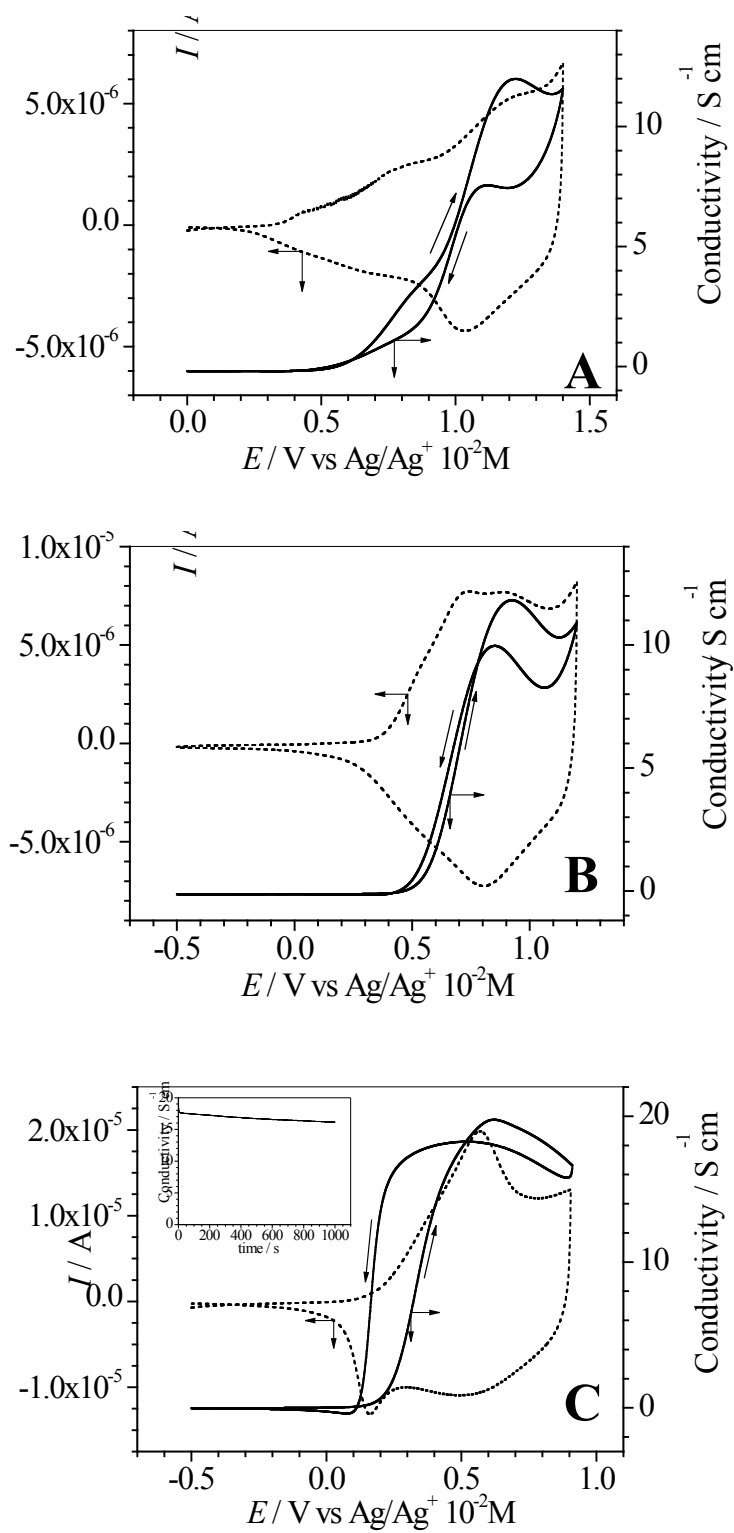 I / A
5.0x10⁻⁶
0.0
-5.0x10⁻⁶
10
5
0
Conductivity / S cm⁻¹
A
0.0 0.5 1.0 1.5
E / V vs Ag/Ag⁺ 10⁻²M
I / A
1.0x10⁻⁵
5.0x10⁻⁶
0.0
-5.0x10⁻⁶
10
5
0
Conductivity/ S cm⁻¹
B
-0.5 0.0 0.5 1.0
E / V vs Ag/Ag⁺ 10⁻²M
I / A
2.0x10⁻⁵
1.0x10⁻⁵
0.0
-1.0x10⁻⁵
Conductivity / S cm⁻¹
20
15
10
5
0
0 200 400 600 800 1000
time / s
20
10
0
Conductivity / S cm⁻¹
C
-0.5 0.0 0.5 1.0
E / V vs Ag/Ag⁺ 10⁻²M